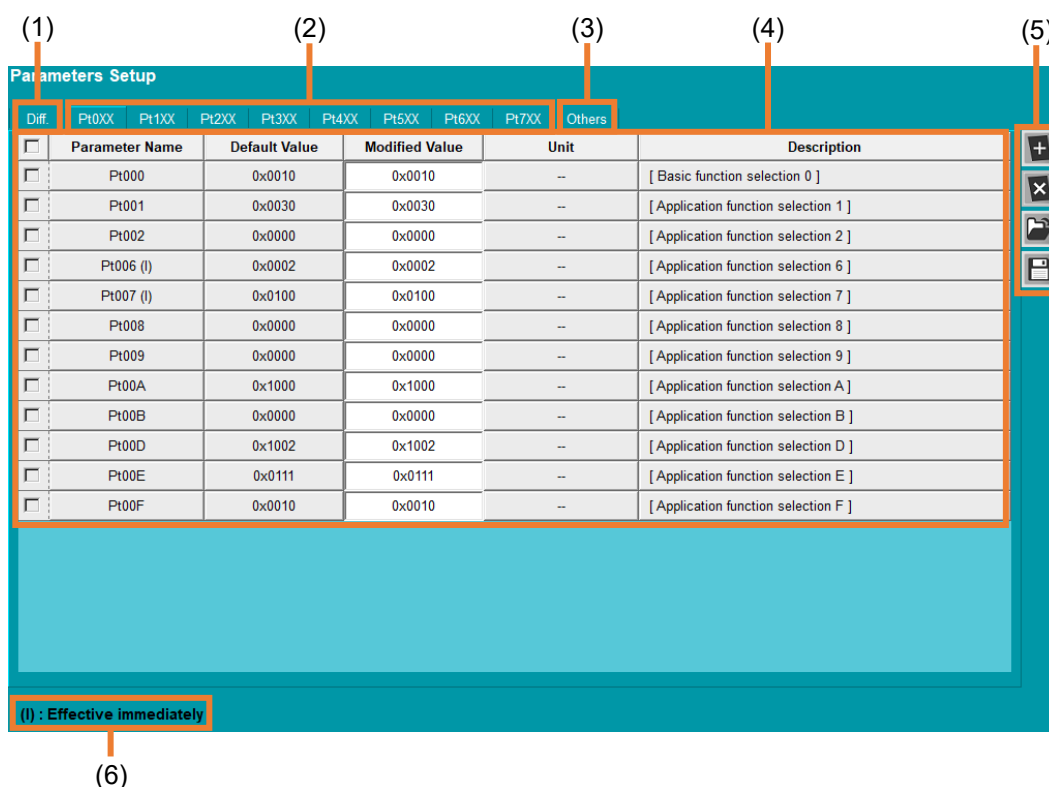 (1) (2) (3) (4) (5)
Parameters Setup
Diff. Pt0XX Pt1XX Pt2XX Pt3XX Pt4XX Pt5XX Pt6XX Pt7XX Others
Parameter Name Default Value Modified Value Unit Description
Pt000 0x0010 0x0010 -- [ Basic function selection 0 ]
Pt001 0x0030 0x0030 -- [ Application function selection 1 ]
Pt002 0x0000 0x0000 -- [ Application function selection 2 ]
Pt006 (I) 0x0002 0x0002 -- [ Application function selection 6 ]
Pt007 (I) 0x0100 0x0100 -- [ Application function selection 7 ]
Pt008 0x0000 0x0000 -- [ Application function selection 8 ]
Pt009 0x0000 0x0000 -- [ Application function selection 9 ]
Pt00A 0x1000 0x1000 -- [ Application function selection A ]
Pt00B 0x0000 0x0000 -- [ Application function selection B ]
Pt00D 0x1002 0x1002 -- [ Application function selection D ]
Pt00E 0x0111 0x0111 -- [ Application function selection E ]
Pt00F 0x0010 0x0010 -- [ Application function selection F ]
(I) : Effective immediately
(6)